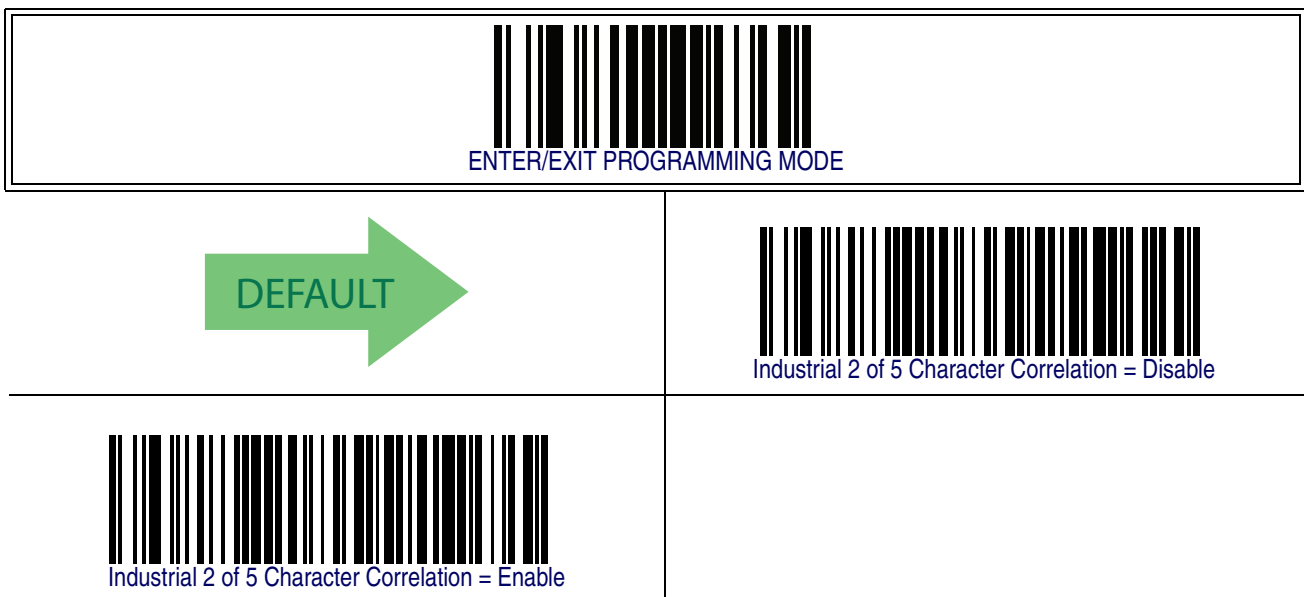 ENTER/EXIT PROGRAMMING MODE
DEFAULT
Industrial 2 of 5 Character Correlation = Disable
Industrial 2 of 5 Character Correlation = Enable